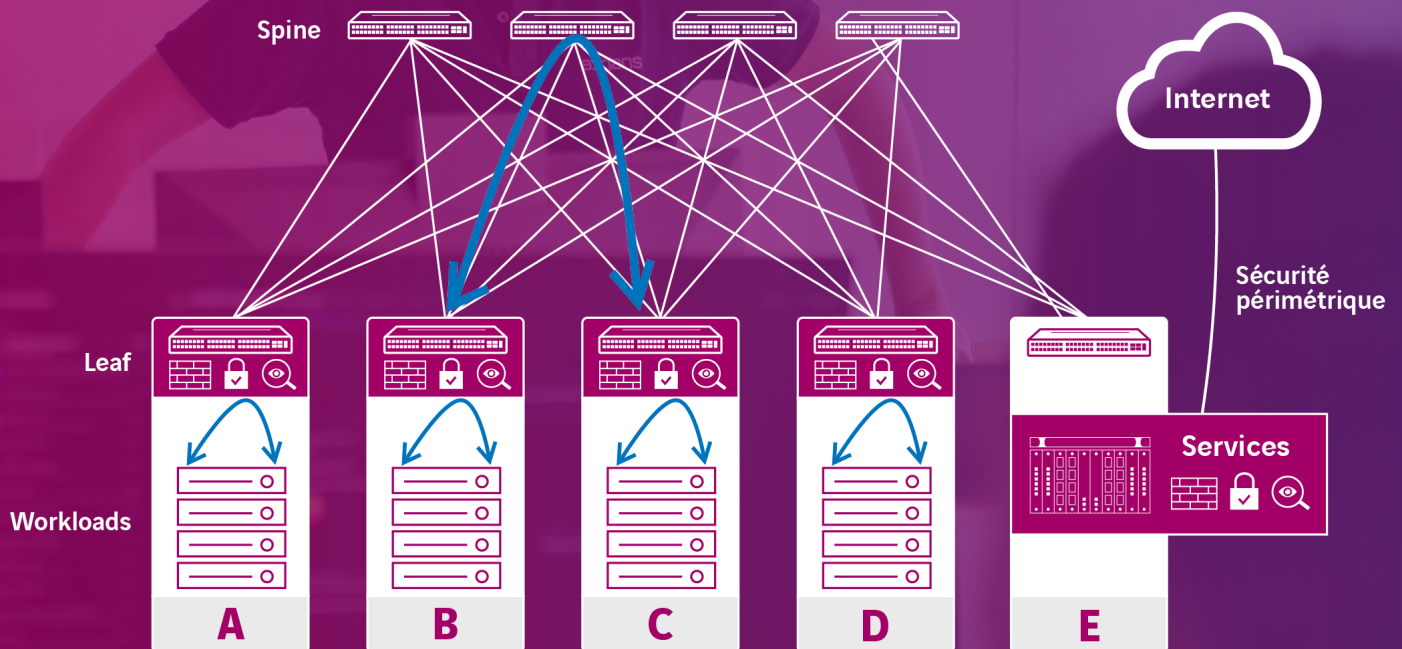 Spine
Internet
Sécurité
périmétrique
Leaf
Services
Workloads
A
B
C
D
E